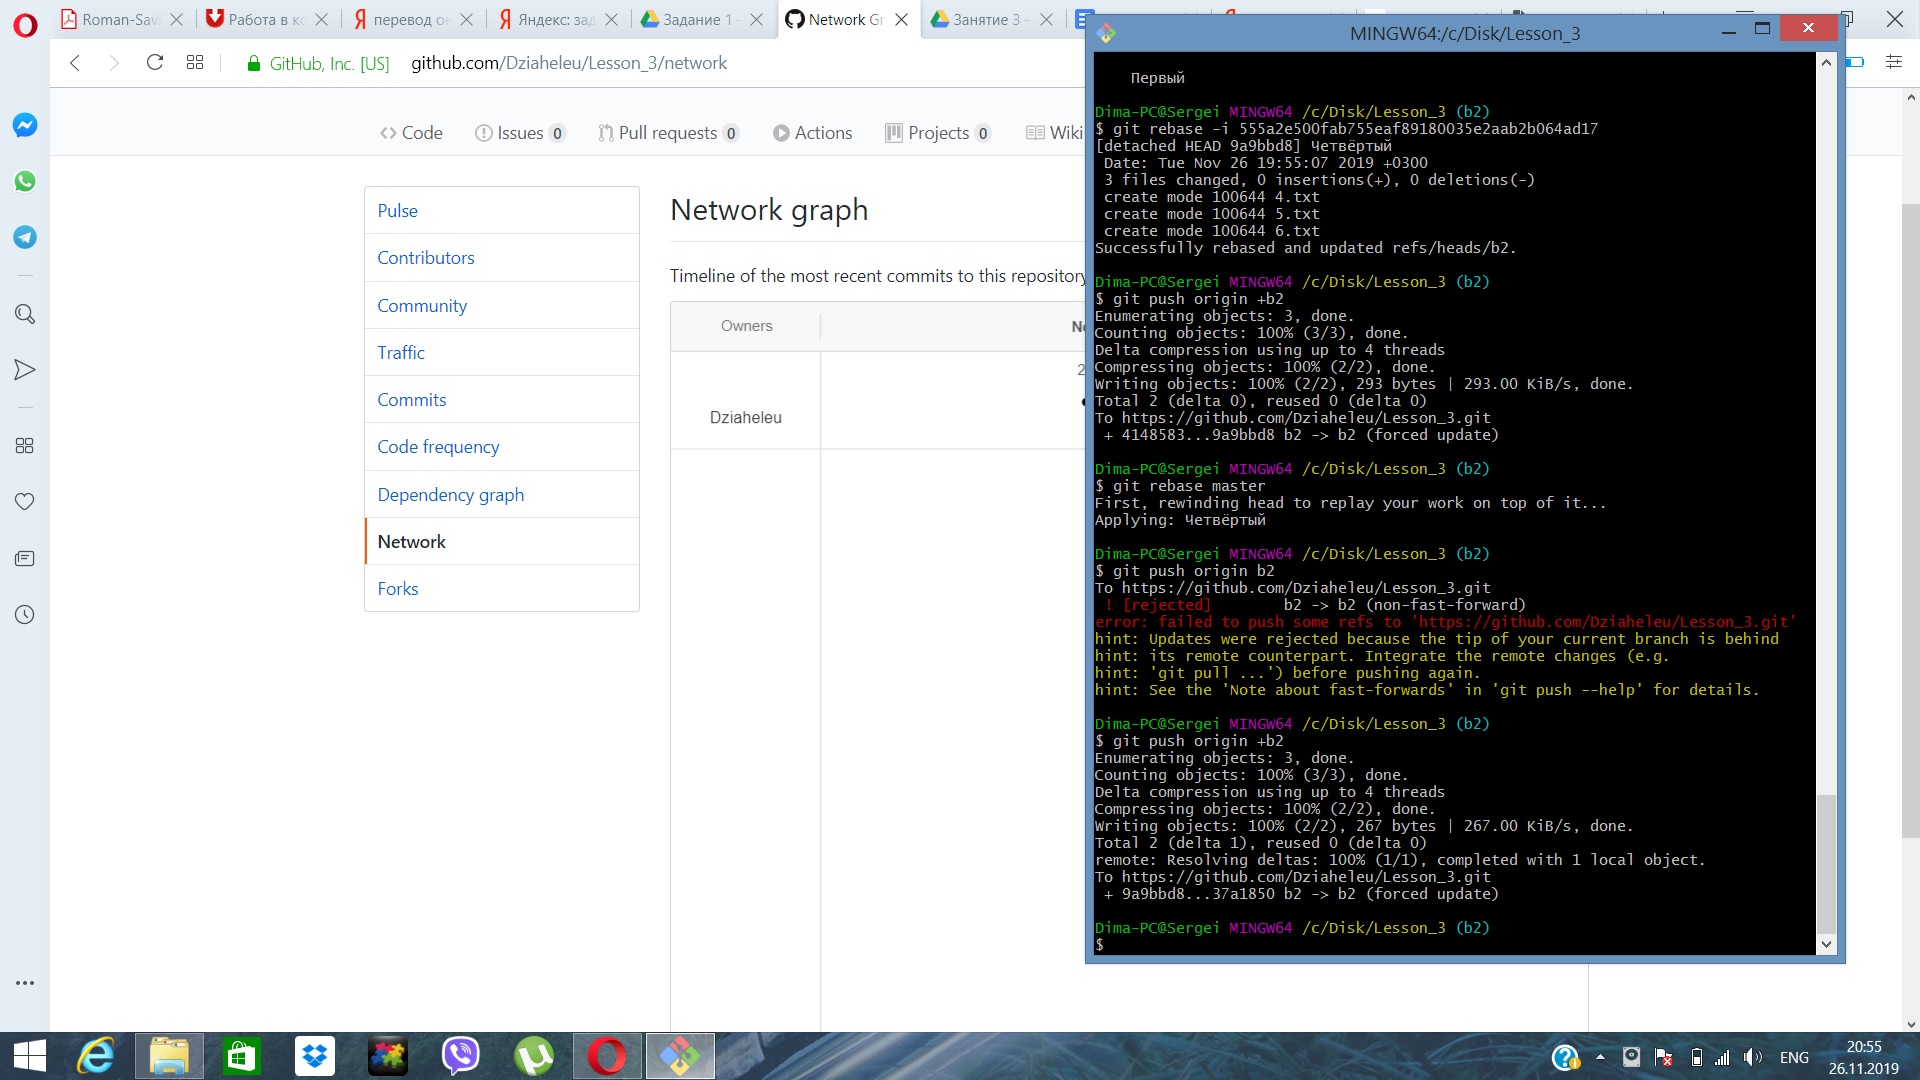 Roman-Sav
Работа в ко
перевод он
Яндекс: зад
Задание 1 -
Network Gr
Занятие 3 -
GitHub, Inc. [US]
github.com/Dziaheleu/Lesson_3/network
Code
Issues 0
Pull requests 0
Actions
Projects 0
Wiki
Pulse
Contributors
Community
Traffic
Commits
Code frequency
Dependency graph
Network
Forks
Network graph
Timeline of the most recent commits to this repository
Owners
Dziaheleu
MINGW64:/c/Disk/Lesson_3
Первый
Dima-PC@Sergei MINGW64 /c/Disk/Lesson_3 (b2)
$ git rebase -i 555a2e500fab755eaf89180035e2aab2b064ad17
[detached HEAD 9a9bbd8] Четвёртый
Date: Tue Nov 26 19:55:07 2019 +0300
3 files changed, 0 insertions(+), 0 deletions(-)
create mode 100644 4.txt
create mode 100644 5.txt
create mode 100644 6.txt
Successfully rebased and updated refs/heads/b2.
Dima-PC@Sergei MINGW64 /c/Disk/Lesson_3 (b2)
$ git push origin +b2
Enumerating objects: 3, done.
Counting objects: 100% (3/3), done.
Delta compression using up to 4 threads
Compressing objects: 100% (2/2), done.
Writing objects: 100% (2/2), 293 bytes | 293.00 KiB/s, done.
Total 2 (delta 0), reused 0 (delta 0)
To https://github.com/Dziaheleu/Lesson_3.git
+ 4148583...9a9bbd8 b2 -> b2 (forced update)
Dima-PC@Sergei MINGW64 /c/Disk/Lesson_3 (b2)
$ git rebase master
First, rewinding head to replay your work on top of it...
Applying: Четвёртый
Dima-PC@Sergei MINGW64 /c/Disk/Lesson_3 (b2)
$ git push origin b2
To https://github.com/Dziaheleu/Lesson_3.git
! [rejected] b2 -> b2 (non-fast-forward)
error: failed to push some refs to 'https://github.com/Dziaheleu/Lesson_3.git'
hint: Updates were rejected because the tip of your current branch is behind
hint: its remote counterpart. Integrate the remote changes (e.g.
hint: 'git pull ...') before pushing again.
hint: See the 'Note about fast-forwards' in 'git push --help' for details.
Dima-PC@Sergei MINGW64 /c/Disk/Lesson_3 (b2)
$ git push origin +b2
Enumerating objects: 3, done.
Counting objects: 100% (3/3), done.
Delta compression using up to 4 threads
Compressing objects: 100% (2/2), done.
Writing objects: 100% (2/2), 267 bytes | 267.00 KiB/s, done.
Total 2 (delta 1), reused 0 (delta 0)
remote: Resolving deltas: 100% (1/1), completed with 1 local object.
To https://github.com/Dziaheleu/Lesson_3.git
+ 9a9bbd8...37a1850 b2 -> b2 (forced update)
Dima-PC@Sergei MINGW64 /c/Disk/Lesson_3 (b2)
$
ENG
20:55
26.11.2019